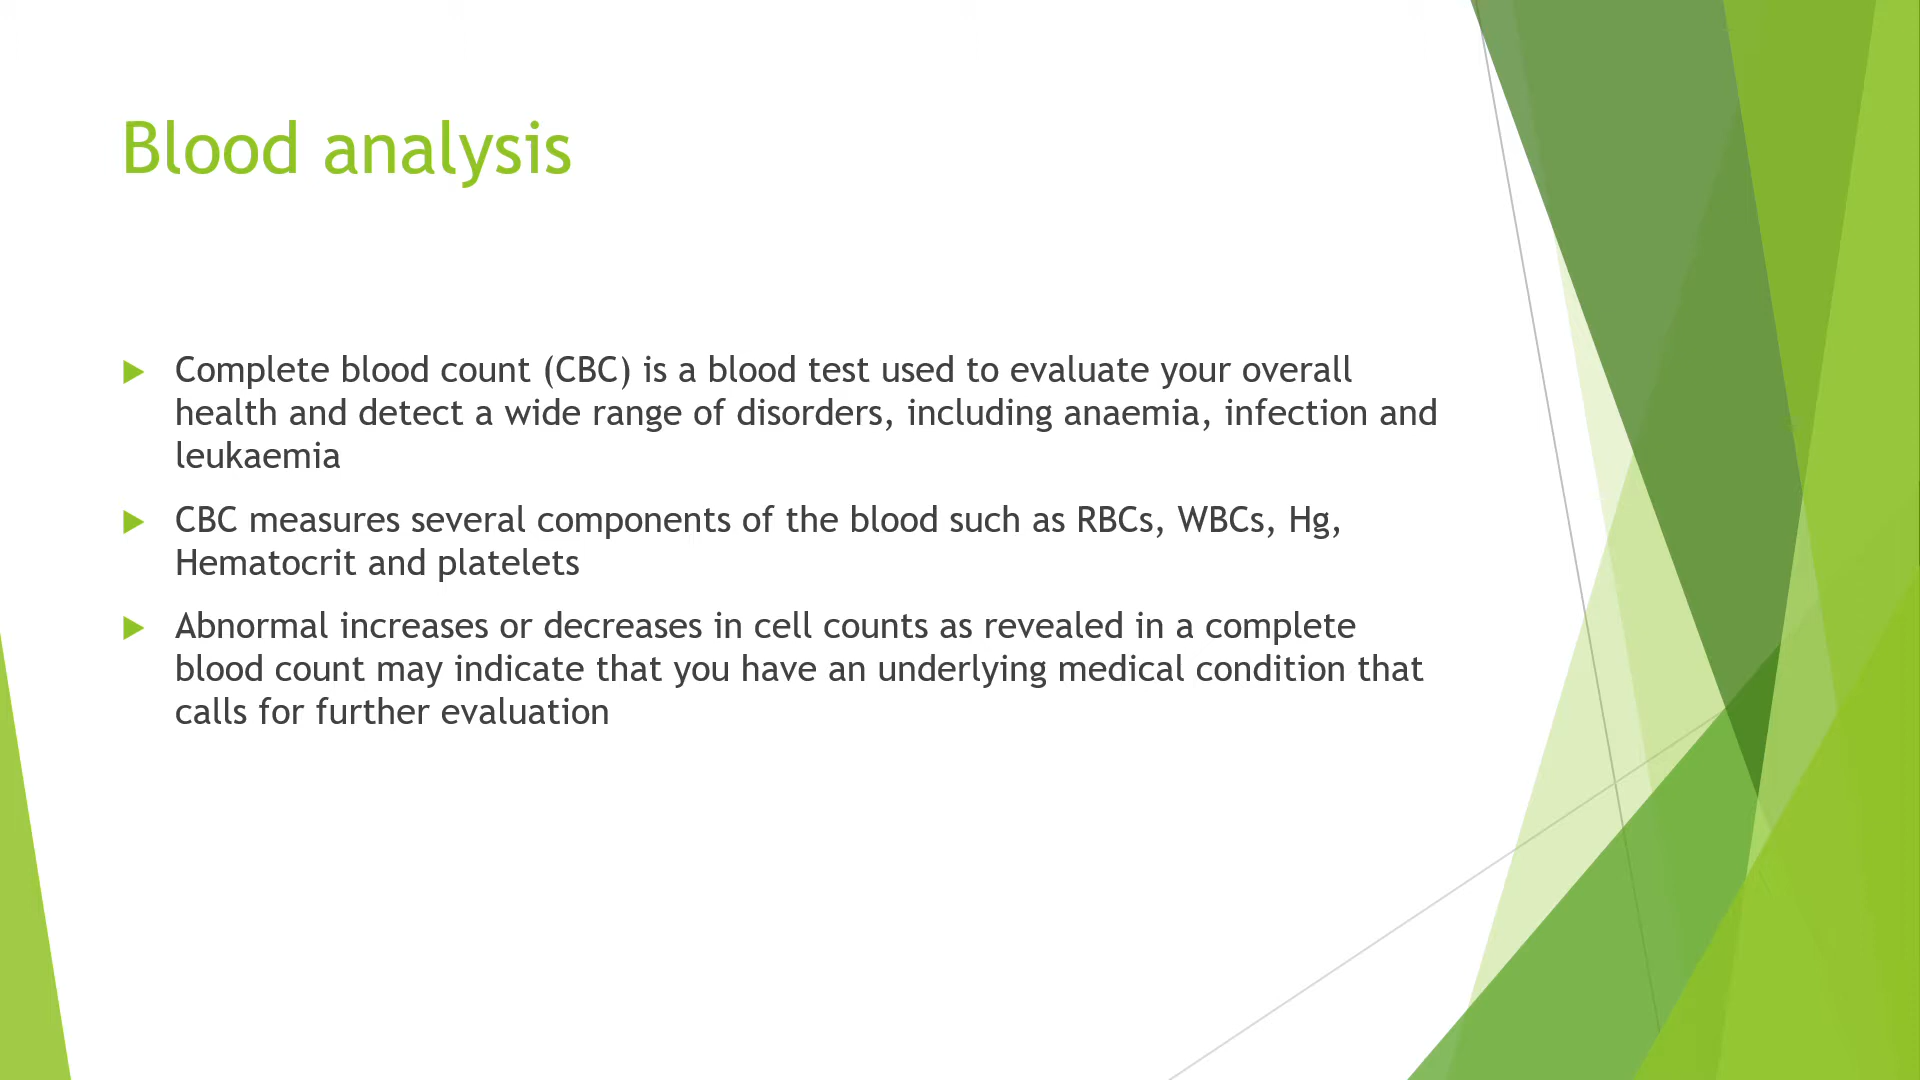 Blood analysis
Complete blood count (CBC) is a blood test used to evaluate your overall
health and detect a wide range of disorders, including anaemia, infection and
leukaemia
CBC measures several components of the blood such as RBCs, WBCs, Hg,
Hematocrit and platelets
Abnormal increases or decreases in cell counts as revealed in a complete
blood count may indicate that you have an underlying medical condition that
calls for further evaluation